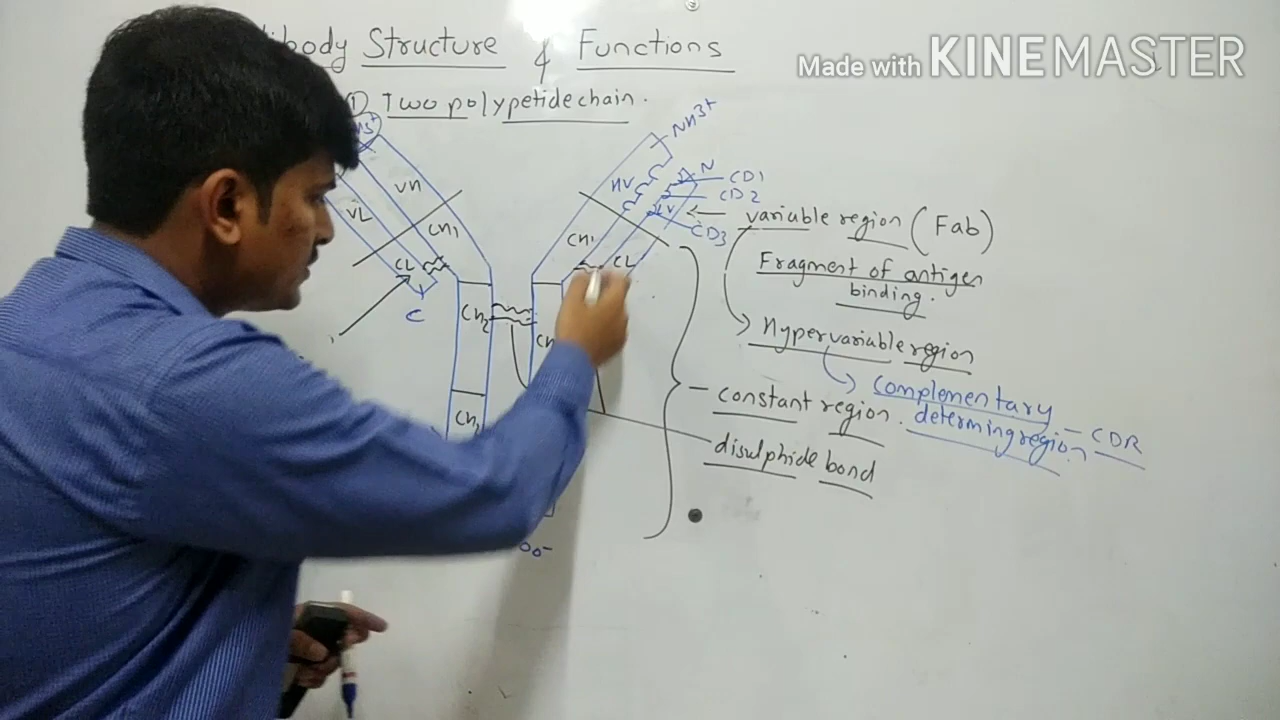 Made with KINEMASTER
ibody Structure & Functions
① Two polypetide chain.
NH3+
VH
VL
CH1
CL
C
CH2
CH3
NH3+
N
HV
V
CD1
CD2
CD3
CH1
CL
variable region (Fab)
Fragment of antigen
binding.
Hypervariable region
complementary
determing region - CDR
- constant region.
disulphide bond